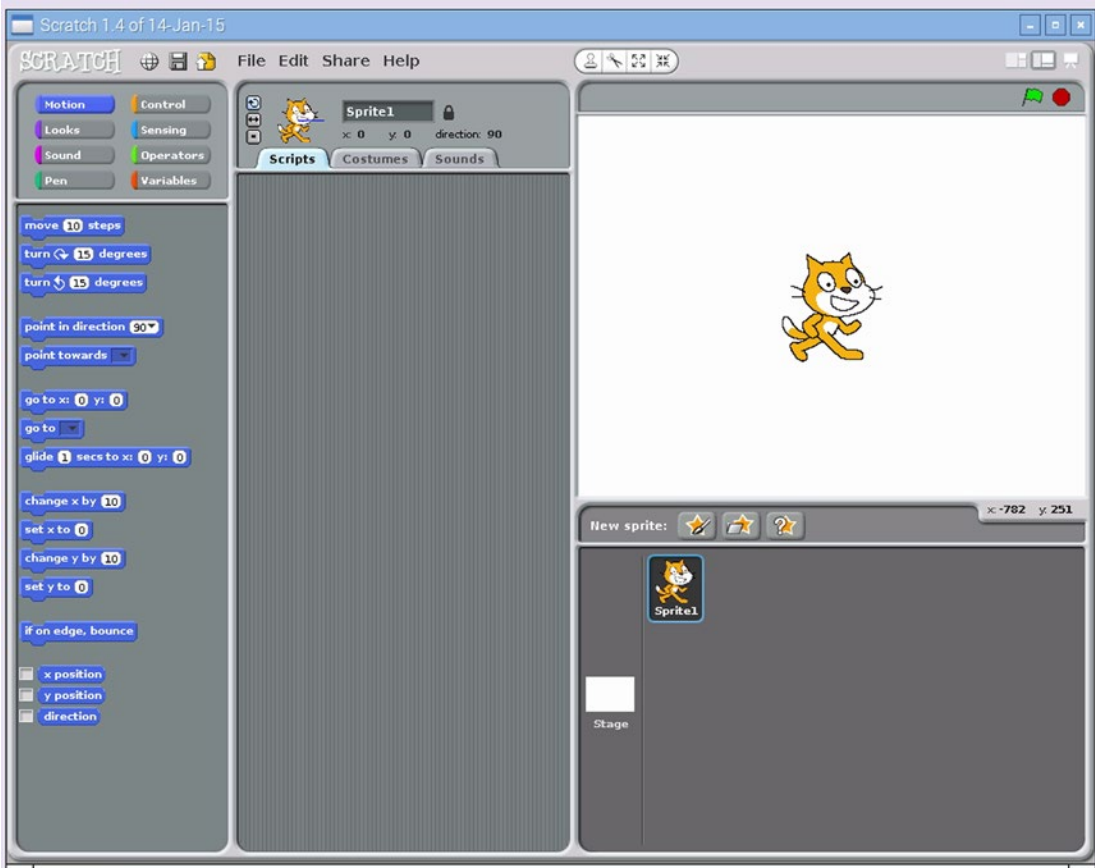 Scratch 1.4 of 14-Jan-15
SCRATCH File Edit Share Help
Motion Control
Looks Sensing
Sound Operators
Pen Variables
move 10 steps
turn 15 degrees
turn 15 degrees
point in direction 90
point towards
go to x: 0 y: 0
go to
glide 1 secs to x: 0 y: 0
change x by 10
set x to 0
change y by 10
set y to 0
if on edge, bounce
x position
y position
direction
Sprite1
x: 0 y: 0 direction: 90
Scripts Costumes Sounds
x: -782 y: 251
New sprite:
Sprite1
Stage